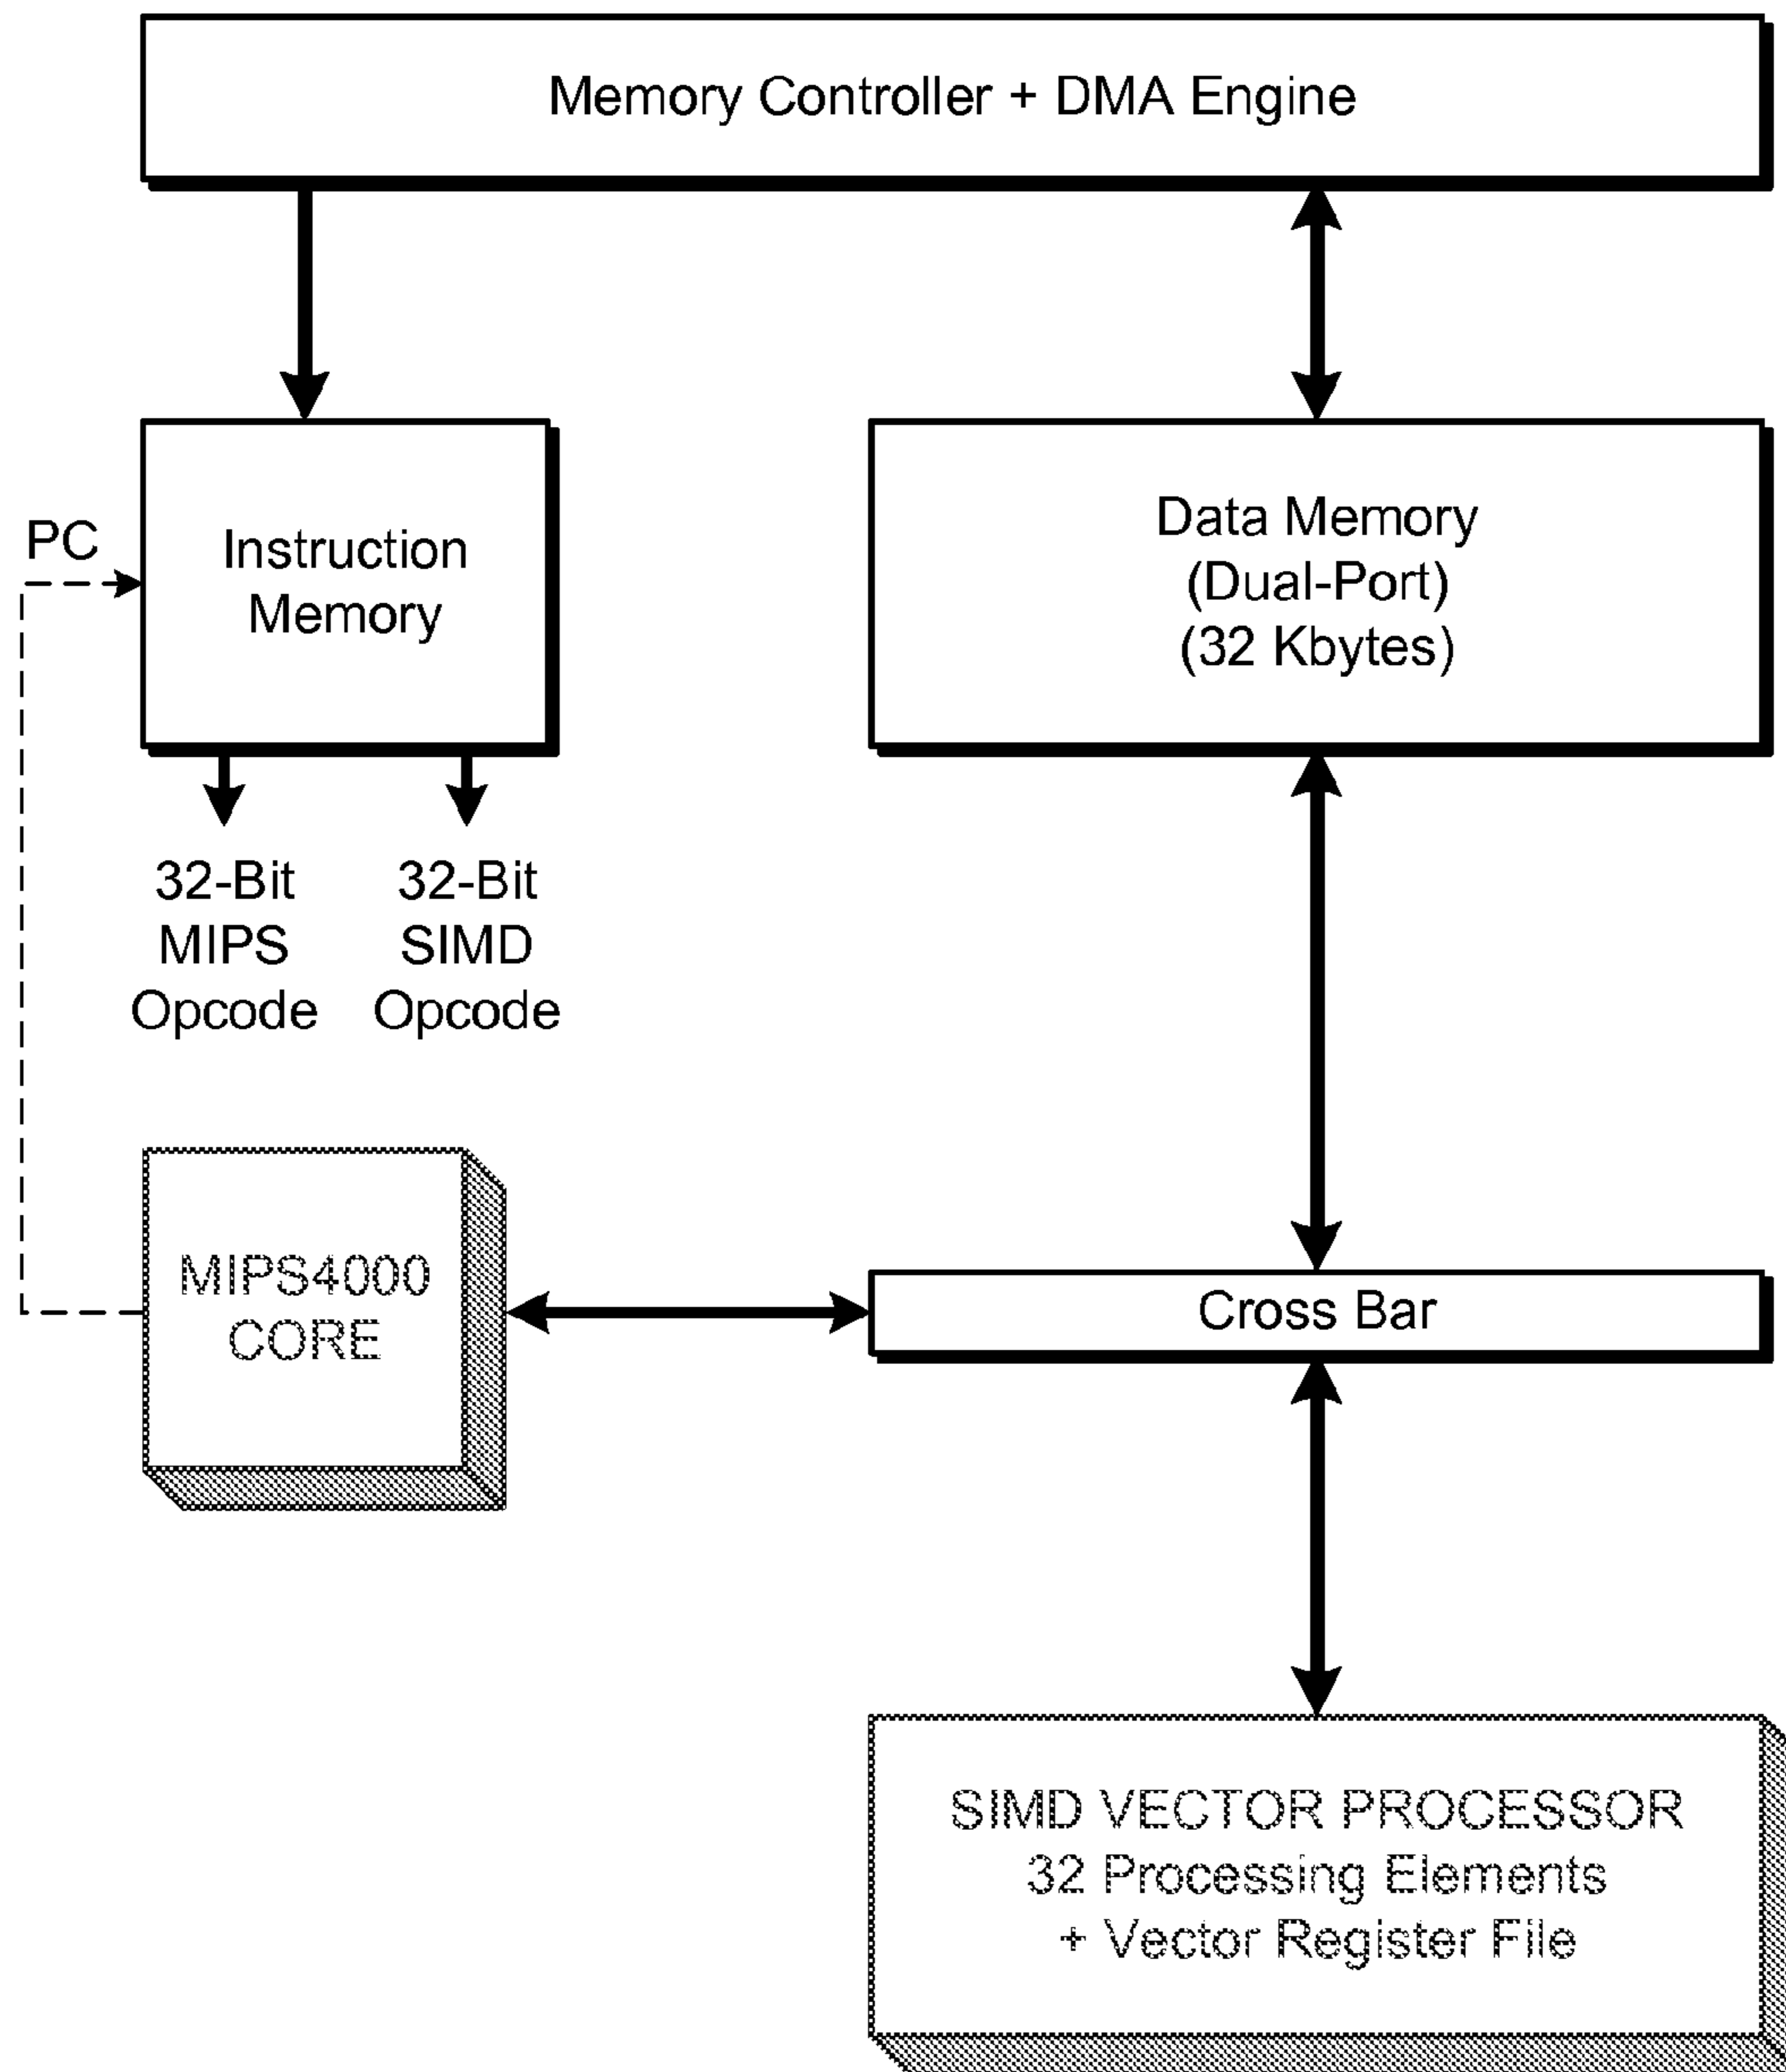 Memory Controller + DMA Engine
PC
Instruction
Memory
Data Memory
(Dual-Port)
(32 Kbytes)
32-Bit
MIPS
Opcode
32-Bit
SIMD
Opcode
MIPS4000
CORE
Cross Bar
SIMD VECTOR PROCESSOR
32 Processing Elements
+ Vector Register File